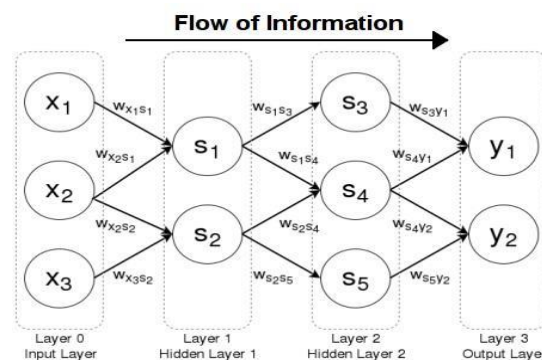 Flow of Information
x1
x2
x3
wx1s1
wx2s1
wx2s2
wx3s2
s1
s2
ws1s3
ws1s4
ws2s4
ws2s5
s3
s4
s5
ws3y1
ws4y1
ws4y2
ws5y2
y1
y2
Layer 0
Input Layer
Layer 1
Hidden Layer 1
Layer 2
Hidden Layer 2
Layer 3
Output Layer